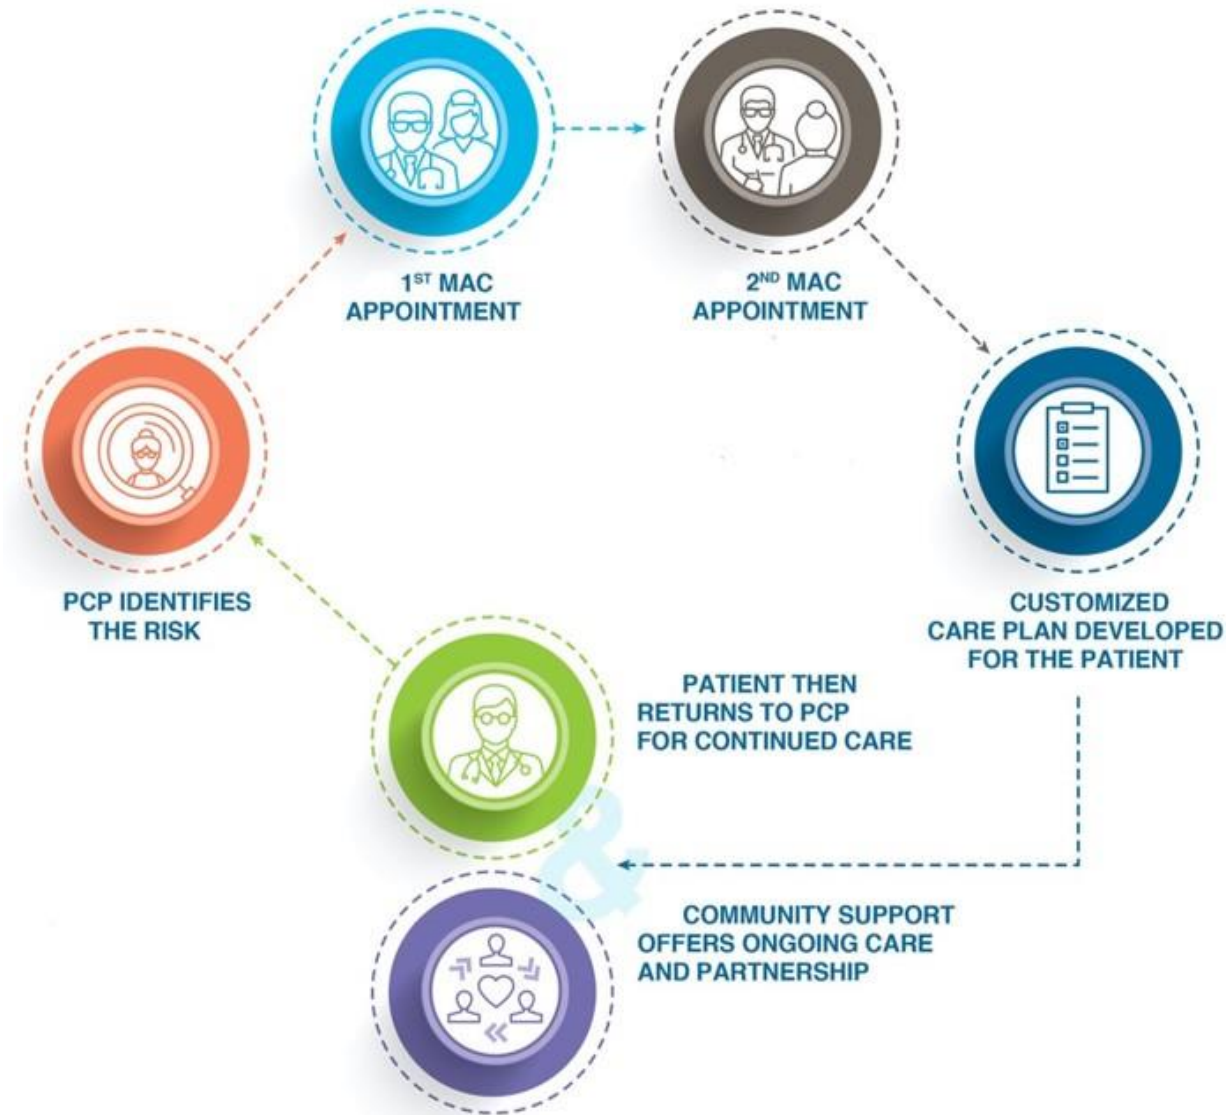 1ST MAC
APPOINTMENT
2ND MAC
APPOINTMENT
PCP IDENTIFIES
THE RISK
CUSTOMIZED
CARE PLAN DEVELOPED
FOR THE PATIENT
PATIENT THEN
RETURNS TO PCP
FOR CONTINUED CARE
&
COMMUNITY SUPPORT
OFFERS ONGOING CARE
AND PARTNERSHIP